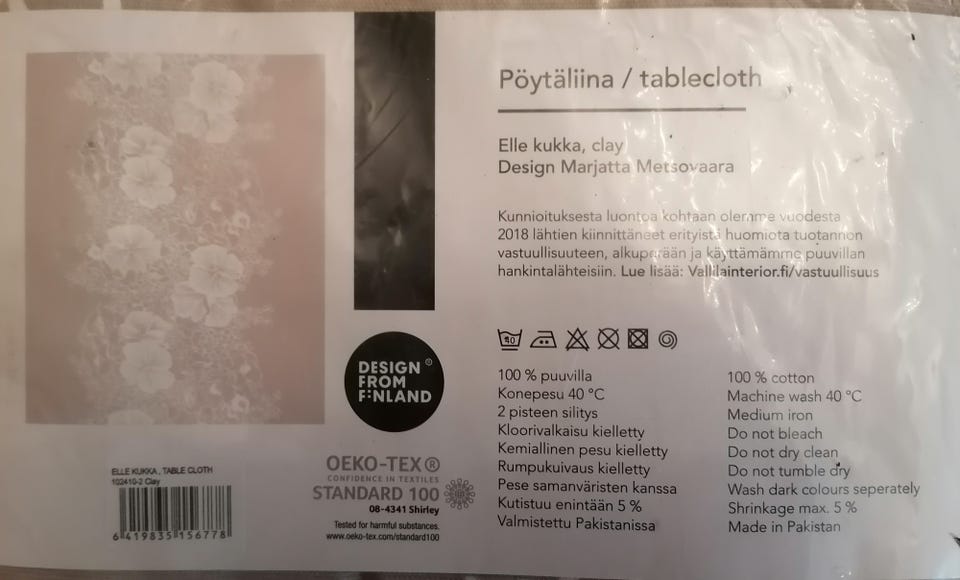 Pöytäliina / tablecloth
Elle kukka, clay
Design Marjatta Metsovaara
Kunnioituksesta luontoa kohtaan olemme vuodesta
2018 lähtien kiinnittäneet erityistä huomiota tuotannon
vastuullisuuteen, alkuperään ja käyttämämme puuvillan
hankintalähteisiin. Lue lisää: Vallilainterior.fi/vastuullisuus
40
100 % puuvilla
Konepesu 40 °C
2 pisteen silitys
Kloorivalkaisu kielletty
Kemiallinen pesu kielletty
Rumpukuivaus kielletty
Pese samanväristen kanssa
Kutistuu enintään 5 %
Valmistettu Pakistanissa
100 % cotton
Machine wash 40 °C
Medium iron
Do not bleach
Do not dry clean
Do not tumble dry
Wash dark colours seperately
Shrinkage max. 5 %
Made in Pakistan
DESIGN ®
FROM
FINLAND
OEKO-TEX ®
CONFIDENCE IN TEXTILES
STANDARD 100
08-4341 Shirley
Tested for harmful substances.
www.oeko-tex.com/standard100
ELLE KUKKA , TABLE CLOTH
102410-2 Clay
6 419835 156778